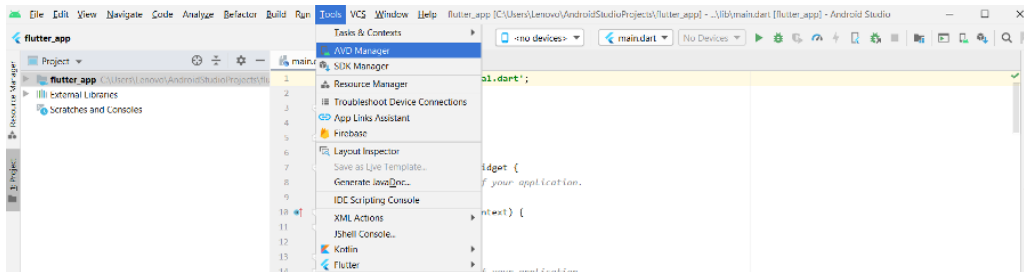 File Edit View Navigate Code Analyze Refactor Build Run Tools VCS Window Help flutter_app [C:\Users\Lenovo\AndroidStudioProjects\flutter_app] - ...\lib\main.dart [flutter_app] - Android Studio
flutter_app
<no devices>
main.dart
No Devices
Project
main.d
Resource Manager
1: Project
flutter_app C:\Users\Lenovo\AndroidStudioProjects\flu
External Libraries
Scratches and Consoles
Tasks & Contexts
AVD Manager
SDK Manager
Resource Manager
Troubleshoot Device Connections
App Links Assistant
Firebase
Layout Inspector
Save as Live Template...
Generate JavaDoc...
IDE Scripting Console
XML Actions
JShell Console...
Kotlin
Flutter
1 al.dart';
2
3
4
5
6
7 idget {
8 f your application.
9
10 ntext) {
11
12
13
14 f your application.